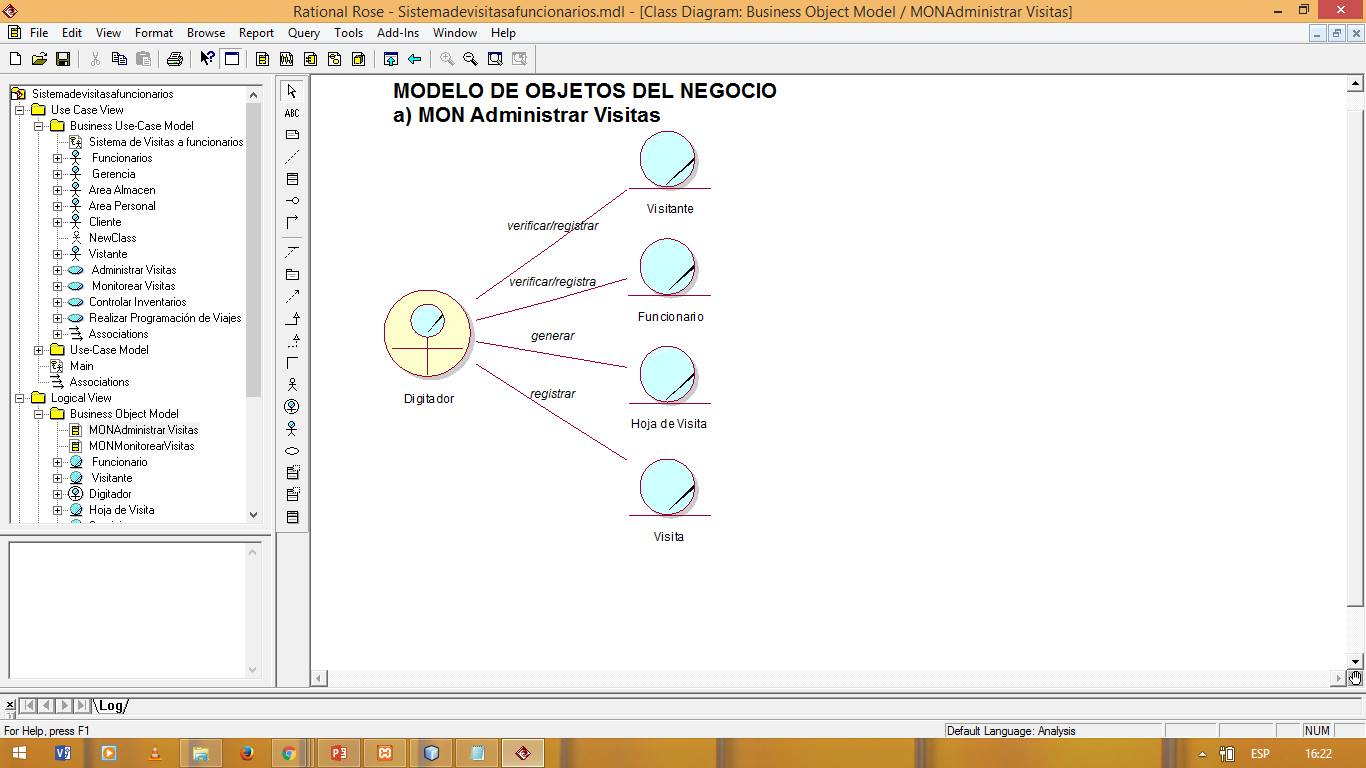 Rational Rose - Sistemadevisitasafuncionarios.mdl - [Class Diagram: Business Object Model / MONAdministrar Visitas]
File Edit View Format Browse Report Query Tools Add-Ins Window Help
Sistemadevisitasafuncionarios
Use Case View
Business Use-Case Model
Sistema de Visitas a funcionarios
Funcionarios
Gerencia
Area Almacen
Area Personal
Cliente
NewClass
Vistante
Administrar Visitas
Monitorear Visitas
Controlar Inventarios
Realizar Programación de Viajes
Associations
Use-Case Model
Main
Associations
Logical View
Business Object Model
MONAdministrar Visitas
MONMonitorearVisitas
Funcionario
Visitante
Digitador
Hoja de Visita
ABC
MODELO DE OBJETOS DEL NEGOCIO
a) MON Administrar Visitas
Visitante
verificar/registrar
verificar/registra
Funcionario
generar
Digitador
registrar
Hoja de Visita
Visita
Log
For Help, press F1
Default Language: Analysis
NUM
ESP
16:22